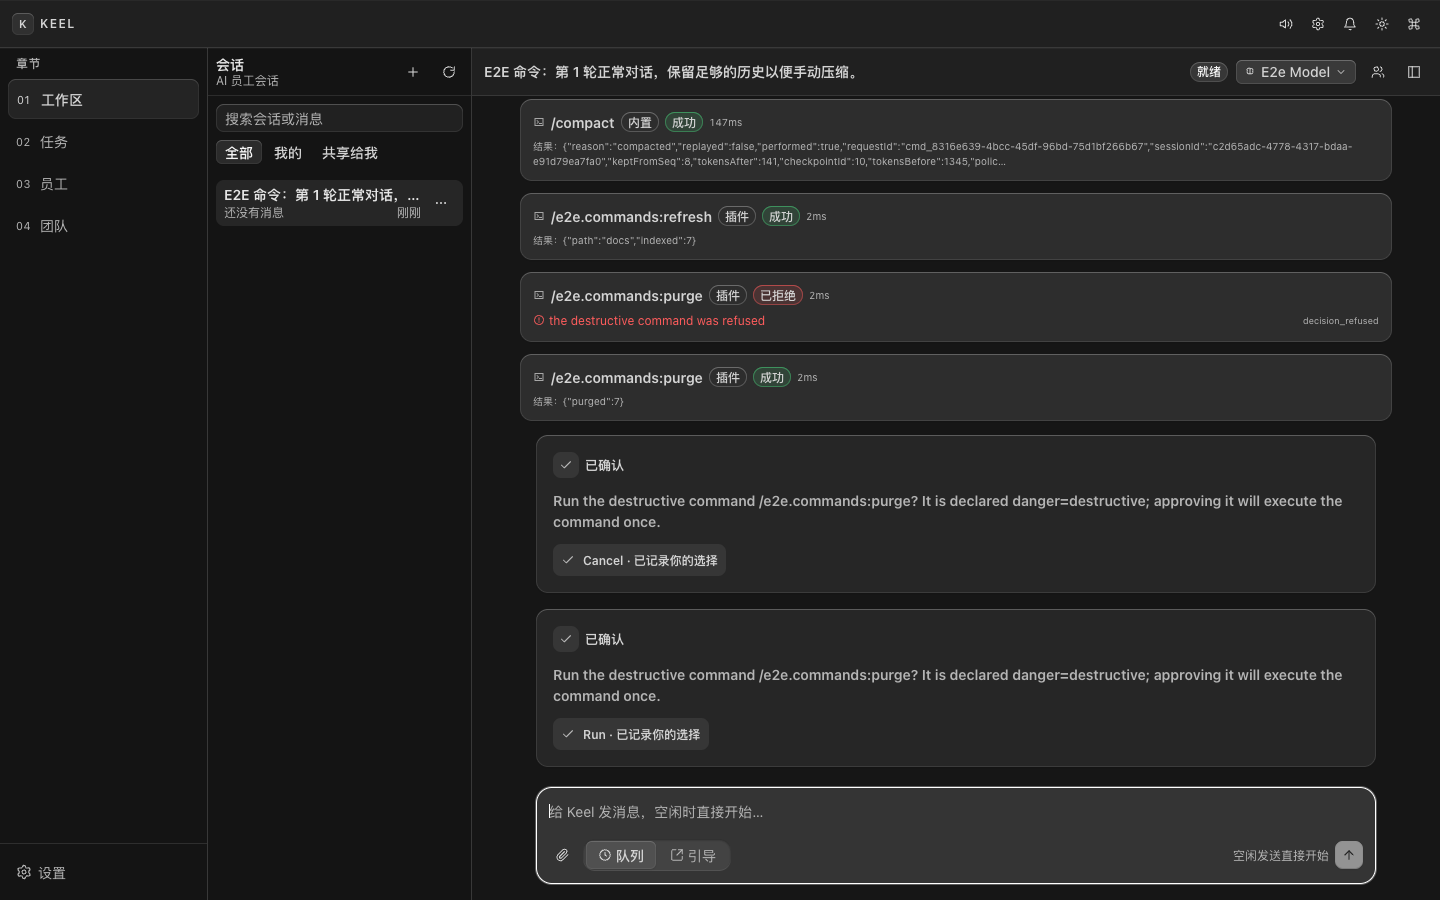 K KEEL
章节
01 工作区
02 任务
03 员工
04 团队
设置
会话
AI 员工会话
搜索会话或消息
全部 我的 共享给我
E2E 命令：第 1 轮正常对话，...
还没有消息 刚刚
E2E 命令：第 1 轮正常对话，保留足够的历史以便手动压缩。
就绪 E2e Model
/compact 内置 成功 147ms
结果：{"reason":"compacted","replayed":false,"performed":true,"requestId":"cmd_8316e639-4bcc-45df-96bd-75d1bf266b67","sessionId":"c2d65adc-4778-4317-bdaa-
e91d79ea7fa0","keptFromSeq":8,"tokensAfter":141,"checkpointId":10,"tokensBefore":1345,"polic...
/e2e.commands:refresh 插件 成功 2ms
结果：{"path":"docs","indexed":7}
/e2e.commands:purge 插件 已拒绝 2ms
the destructive command was refused decision_refused
/e2e.commands:purge 插件 成功 2ms
结果：{"purged":7}
已确认
Run the destructive command /e2e.commands:purge? It is declared danger=destructive; approving it will execute the
command once.
Cancel · 已记录你的选择
已确认
Run the destructive command /e2e.commands:purge? It is declared danger=destructive; approving it will execute the
command once.
Run · 已记录你的选择
给 Keel 发消息，空闲时直接开始...
队列 引导 空闲发送直接开始